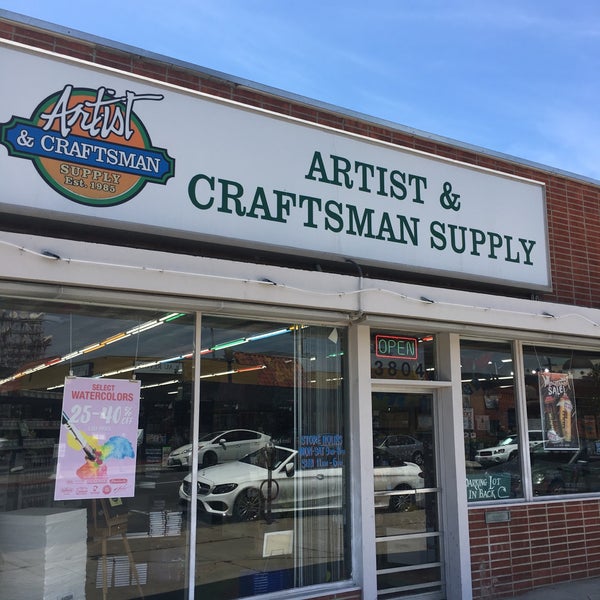 Artist
& CRAFTSMAN
SUPPLY
Est. 1985
ARTIST &
CRAFTSMAN SUPPLY
OPEN
3804
SELECT
WATERCOLORS
25-40% OFF
STORE HOURS
SALE!
PARKING LOT
IN BACK